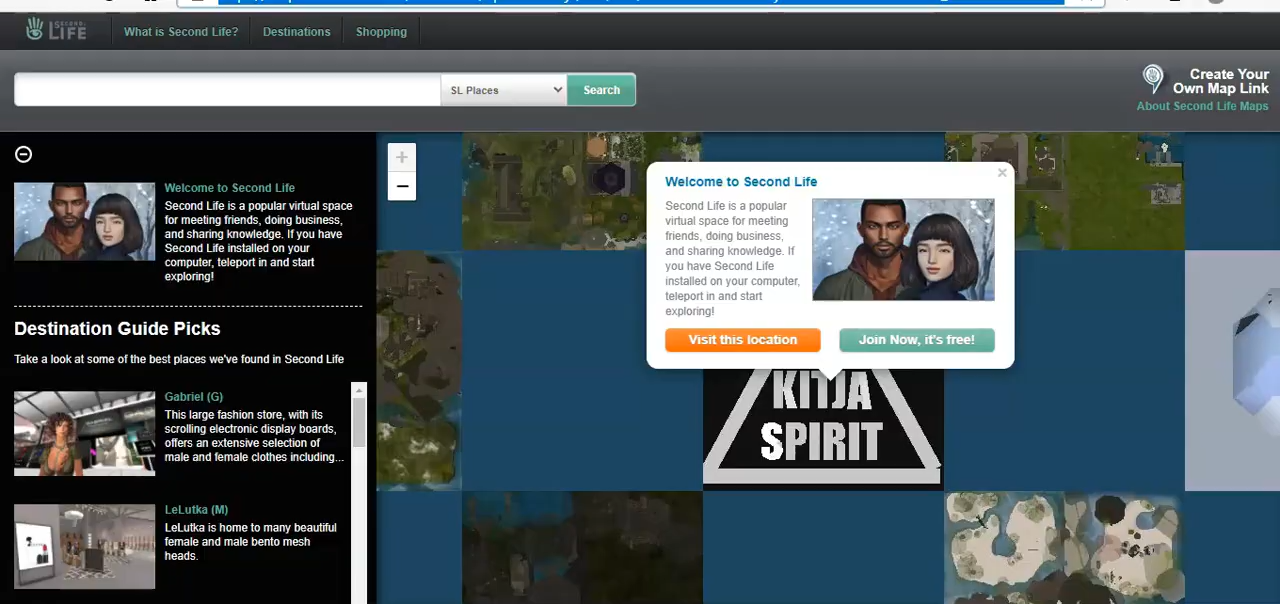 SECOND LIFE
What is Second Life?
Destinations
Shopping
SL Places
Search
Create Your
Own Map Link
About Second Life Maps
Welcome to Second Life
Second Life is a popular virtual space
for meeting friends, doing business,
and sharing knowledge. If you have
Second Life installed on your
computer, teleport in and start
exploring!
Destination Guide Picks
Take a look at some of the best places we've found in Second Life
Gabriel (G)
This large fashion store, with its
scrolling electronic display boards,
offers an extensive selection of
male and female clothes including...
LeLutka (M)
LeLutka is home to many beautiful
female and male bento mesh
heads.
+
−
Welcome to Second Life
Second Life is a popular
virtual space for meeting
friends, doing business,
and sharing knowledge. If
you have Second Life
installed on your computer,
teleport in and start
exploring!
Visit this location
Join Now, it's free!
KITJA
SPIRIT